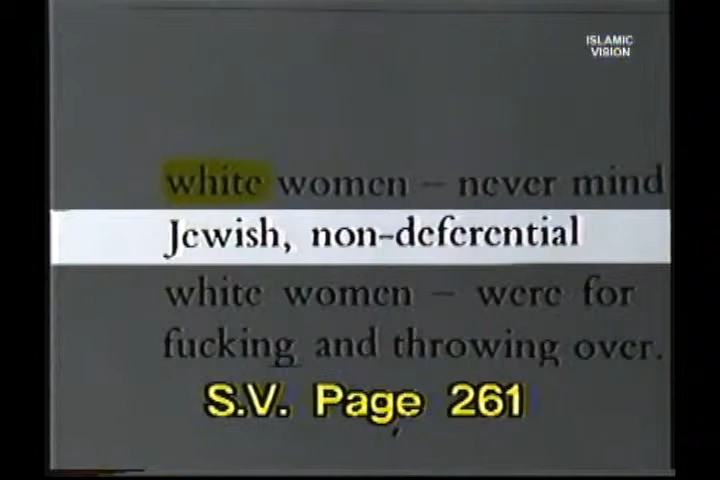 ISLAMIC
VISION
white women – never mind
Jewish, non-deferential
white women – were for
fucking and throwing over.
S.V. Page 261